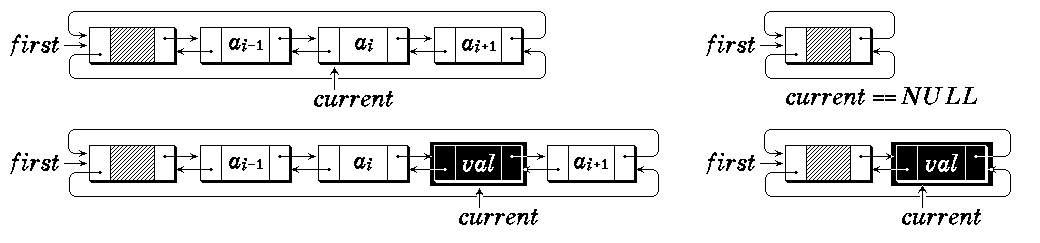 first a_{i-1} a_i a_{i+1} first
current current == NULL
first a_{i-1} a_i val a_{i+1} first val
current current